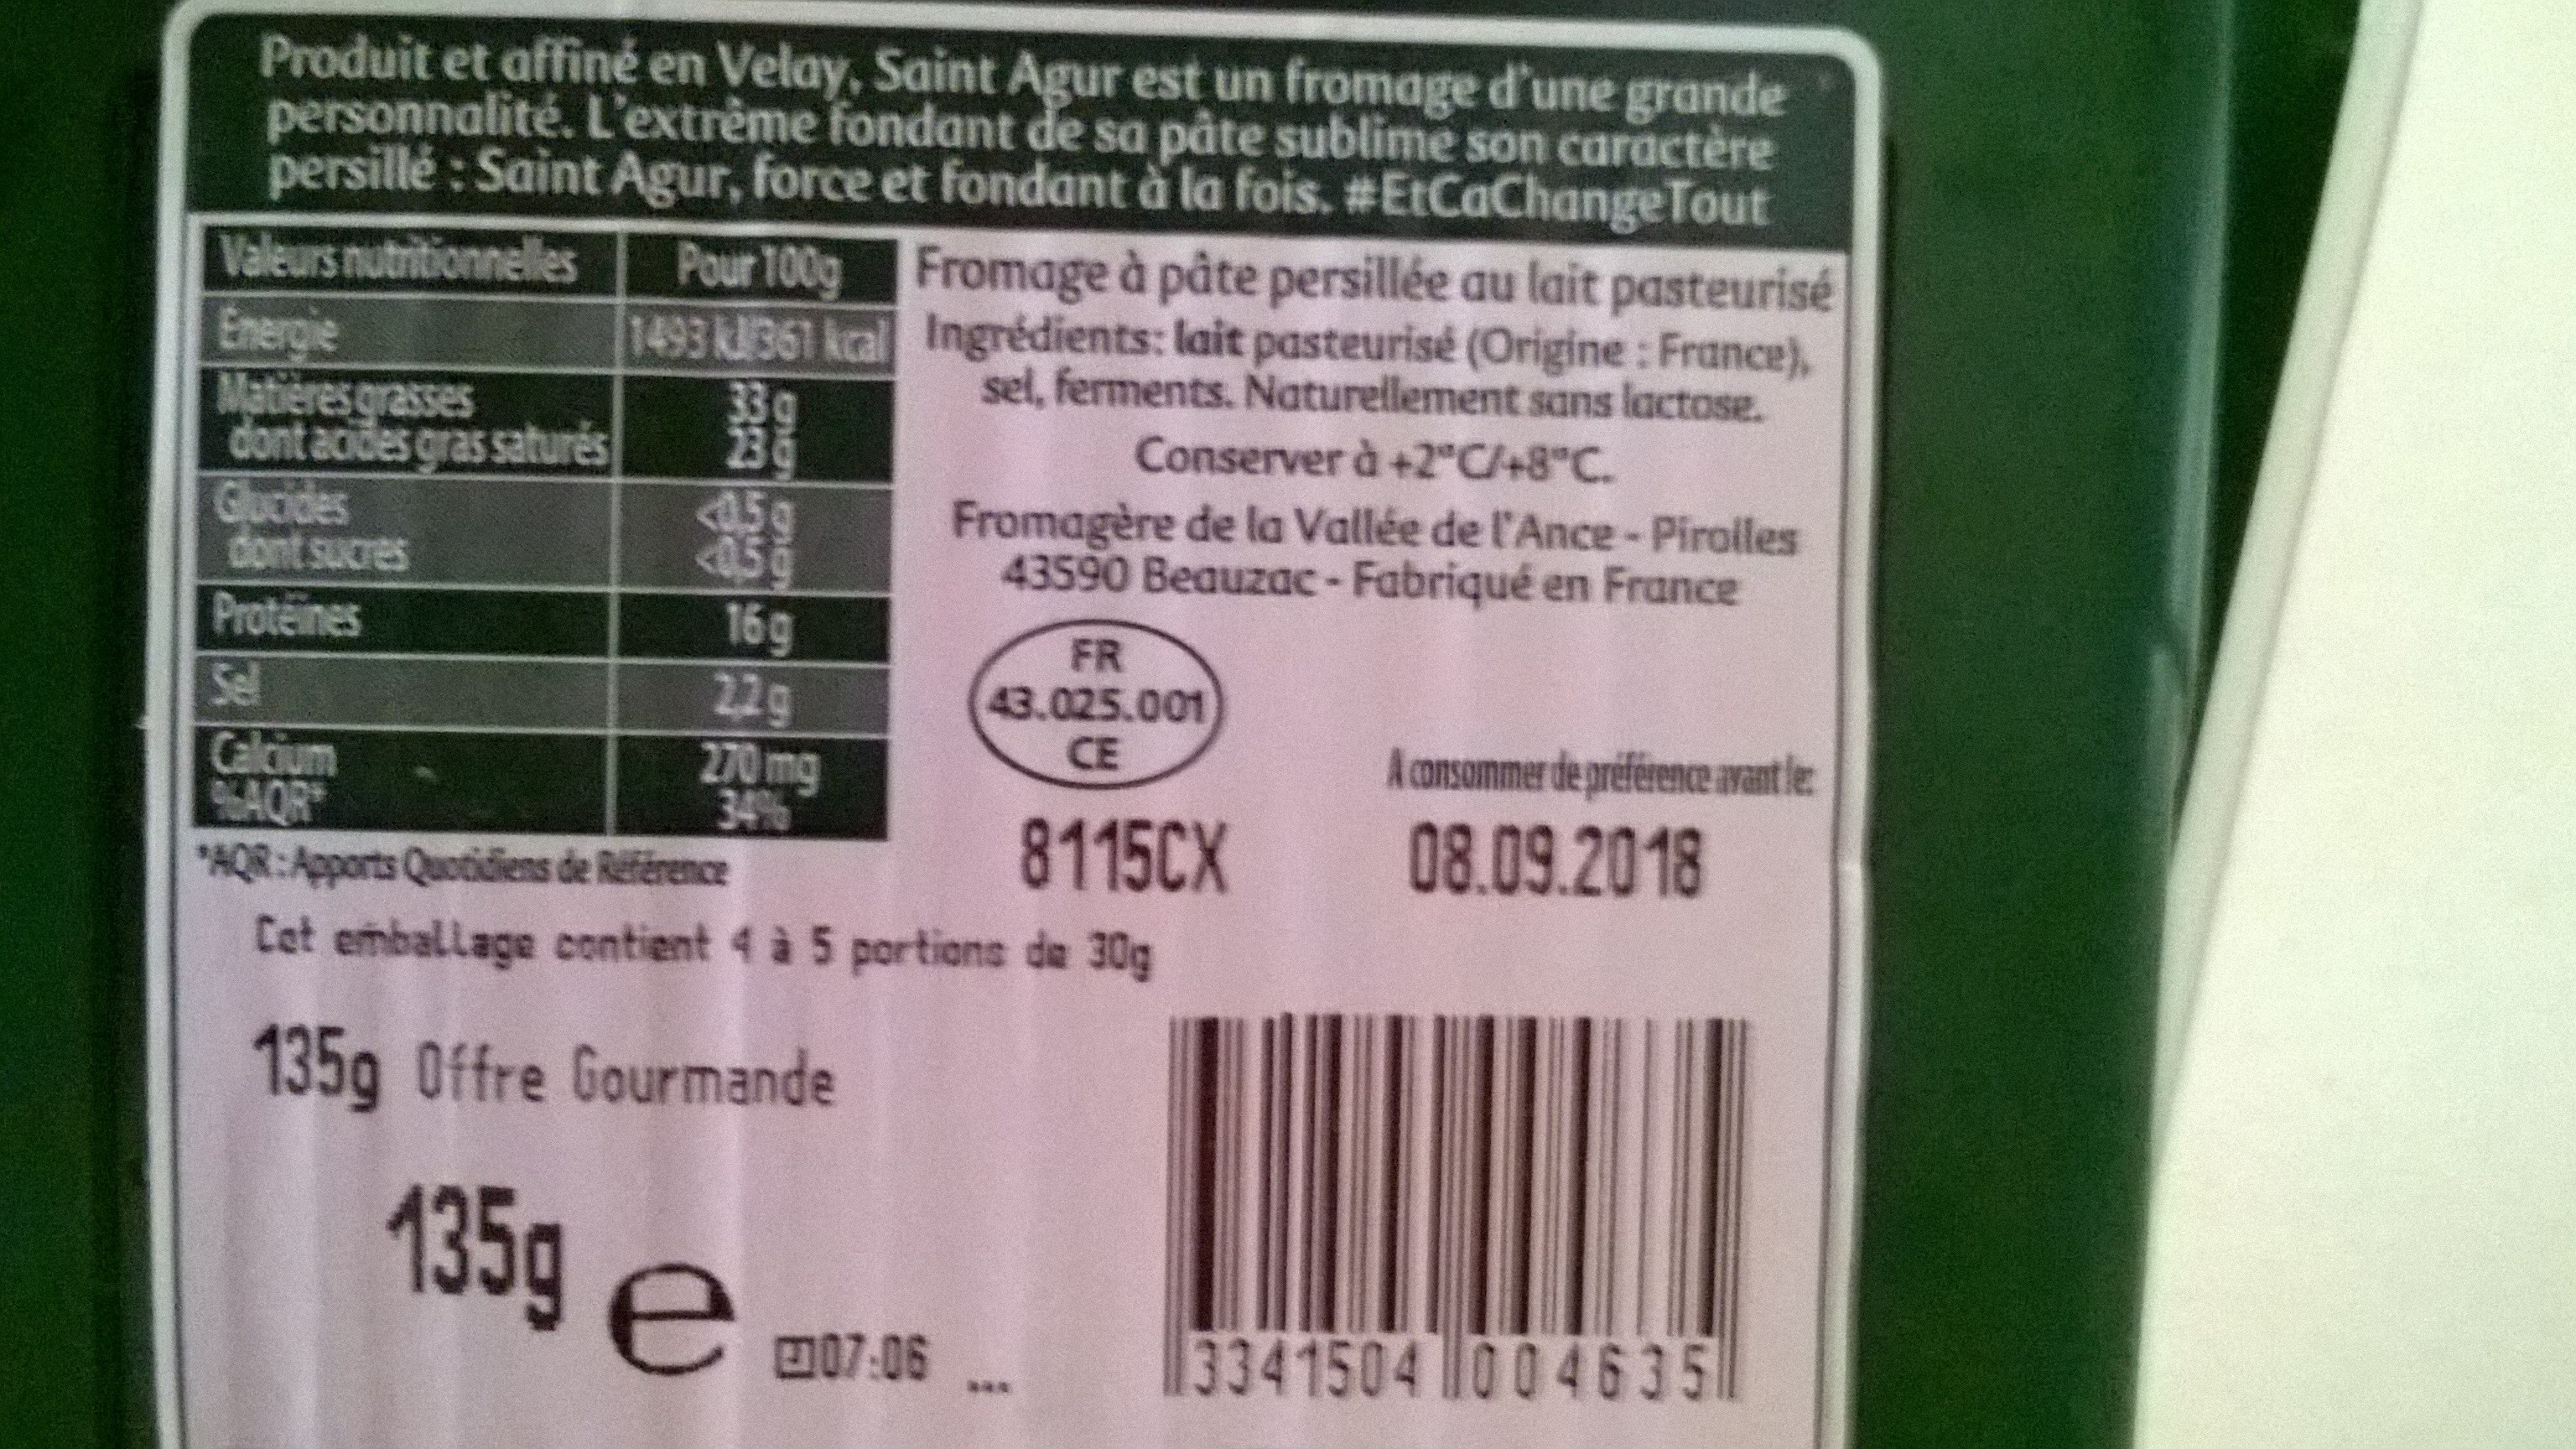 Produit et affiné en Velay, Saint Agur est un fromage d'une grande
personnalité. L'extrême fondant de sa pâte sublime son caractère
persillé : Saint Agur, force et fondant à la fois. #EtCaChangeTout
Valeurs nutritionnelles Pour 100g
Energie 1493 kJ/361 kcal
Matières grasses 33 g
dont acides gras saturés 23 g
Glucides <0,5 g
dont sucres <0,5 g
Protéines 16 g
Sel 2,2 g
Calcium 270 mg
%AQR* 34%
*AQR : Apports Quotidiens de Référence
Fromage à pâte persillée au lait pasteurisé
Ingrédients: lait pasteurisé (Origine : France),
sel, ferments. Naturellement sans lactose.
Conserver à +2°C/+8°C.
Fromagère de la Vallée de l'Ance - Pirolles
43590 Beauzac - Fabriqué en France
FR
43.025.001
CE
A consommer de préférence avant le:
8115CX 08.09.2018
Cet emballage contient 4 à 5 portions de 30g
135g Offre Gourmande
135g e
07:06 ...
3341504 004635